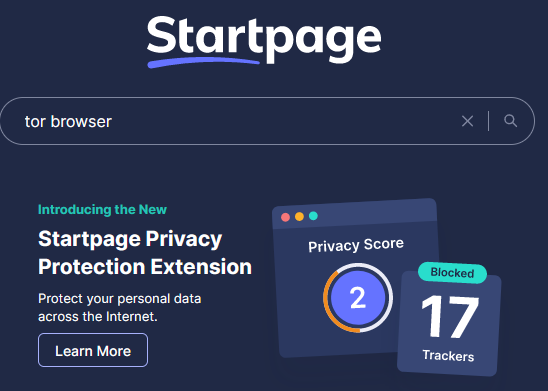 Startpage
tor browser
Introducing the New
Startpage Privacy
Protection Extension
Protect your personal data
across the Internet.
Learn More
Privacy Score
2
Blocked
17
Trackers